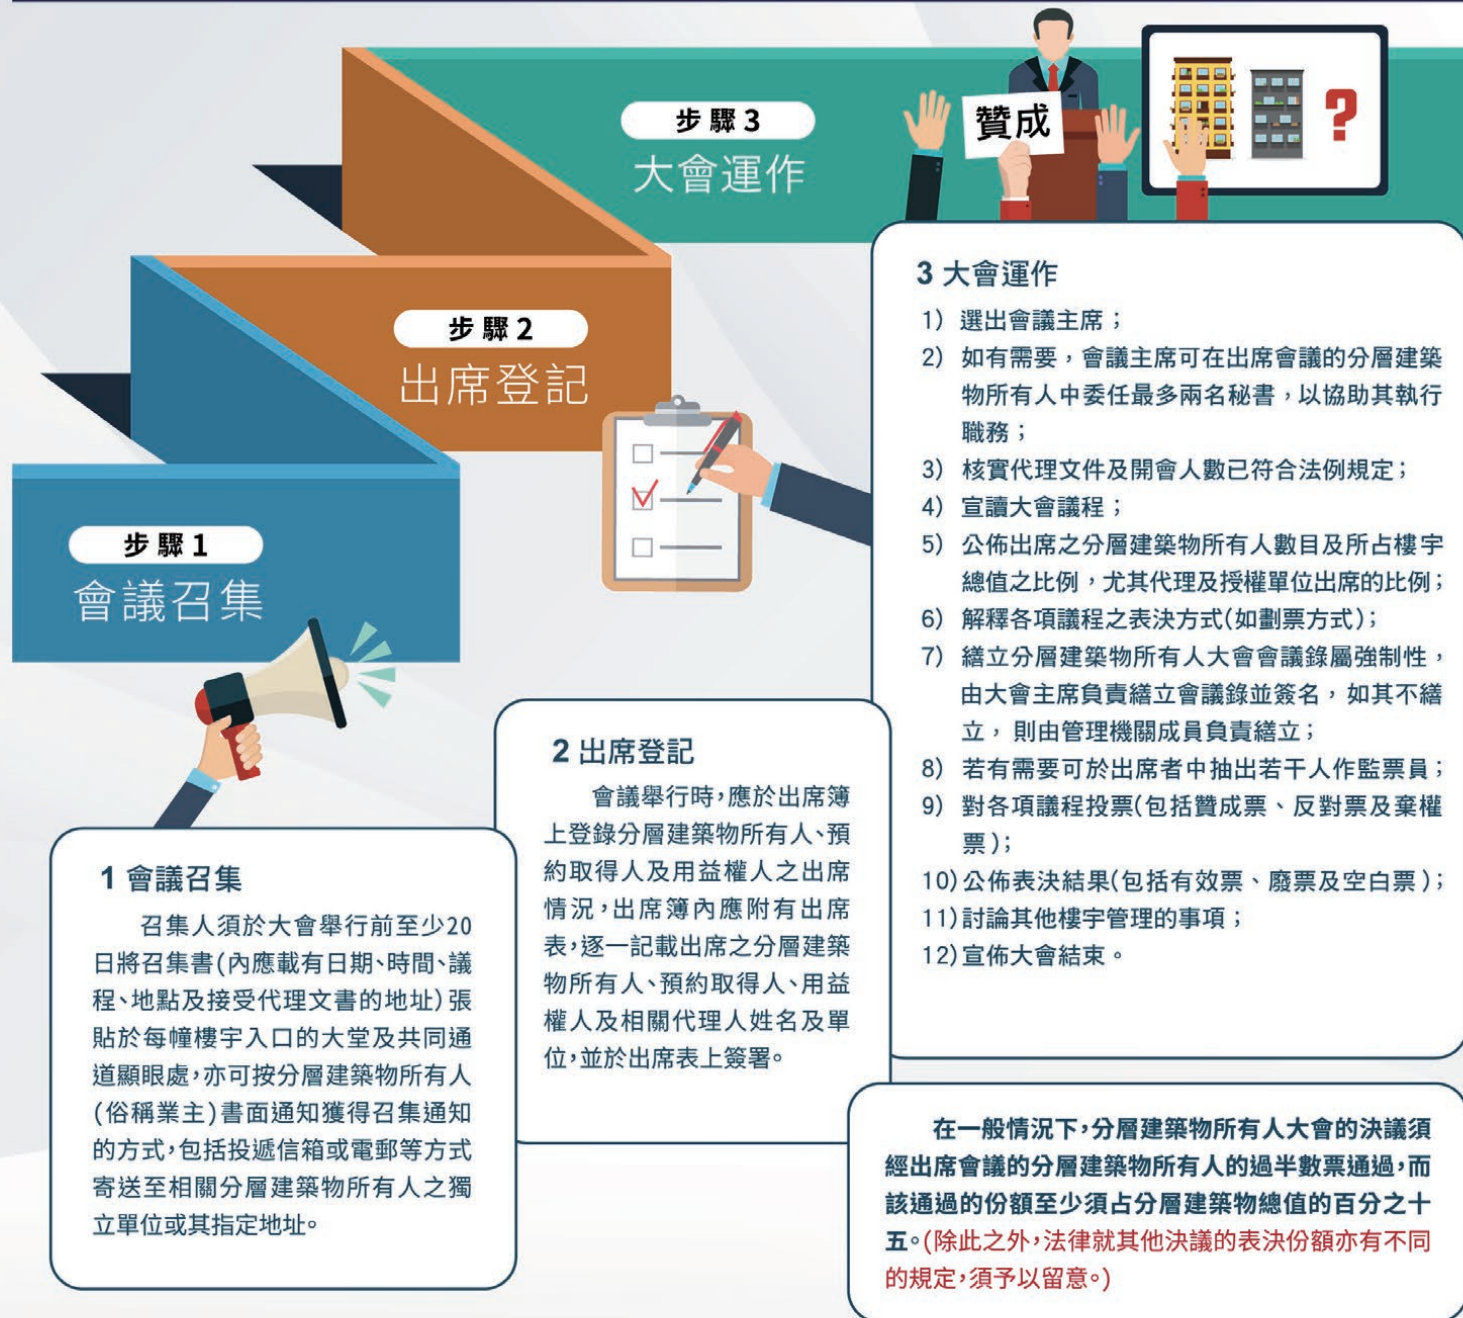 步驟3
大會運作
贊成
?
步驟2
出席登記
步驟1
會議召集
1 會議召集
召集人須於大會舉行前至少20
日將召集書(內應載有日期、時間、議
程、地點及接受代理文書的地址)張
貼於每幢樓宇入口的大堂及共同通
道顯眼處,亦可按分層建築物所有人
(俗稱業主)書面通知獲得召集通知
的方式,包括投遞信箱或電郵等方式
寄送至相關分層建築物所有人之獨
立單位或其指定地址。
2 出席登記
會議舉行時,應於出席簿
上登錄分層建築物所有人、預
約取得人及用益權人之出席
情況,出席簿內應附有出席
表,逐一記載出席之分層建築
物所有人、預約取得人、用益
權人及相關代理人姓名及單
位,並於出席表上簽署。
3 大會運作
1) 選出會議主席；
2) 如有需要，會議主席可在出席會議的分層建築
物所有人中委任最多兩名秘書，以協助其執行
職務；
3) 核實代理文件及開會人數已符合法例規定；
4) 宣讀大會議程；
5) 公佈出席之分層建築物所有人數目及所占樓宇
總值之比例，尤其代理及授權單位出席的比例；
6) 解釋各項議程之表決方式(如劃票方式)；
7) 繕立分層建築物所有人大會會議錄屬強制性，
由大會主席負責繕立會議錄並簽名，如其不繕
立，則由管理機關成員負責繕立；
8) 若有需要可於出席者中抽出若干人作監票員；
9) 對各項議程投票(包括贊成票、反對票及棄權
票)；
10)公佈表決結果(包括有效票、廢票及空白票)；
11)討論其他樓宇管理的事項；
12)宣佈大會結束。
在一般情況下,分層建築物所有人大會的決議須
經出席會議的分層建築物所有人的過半數票通過,而
該通過的份額至少須占分層建築物總值的百分之十
五。(除此之外,法律就其他決議的表決份額亦有不同
的規定,須予以留意。)